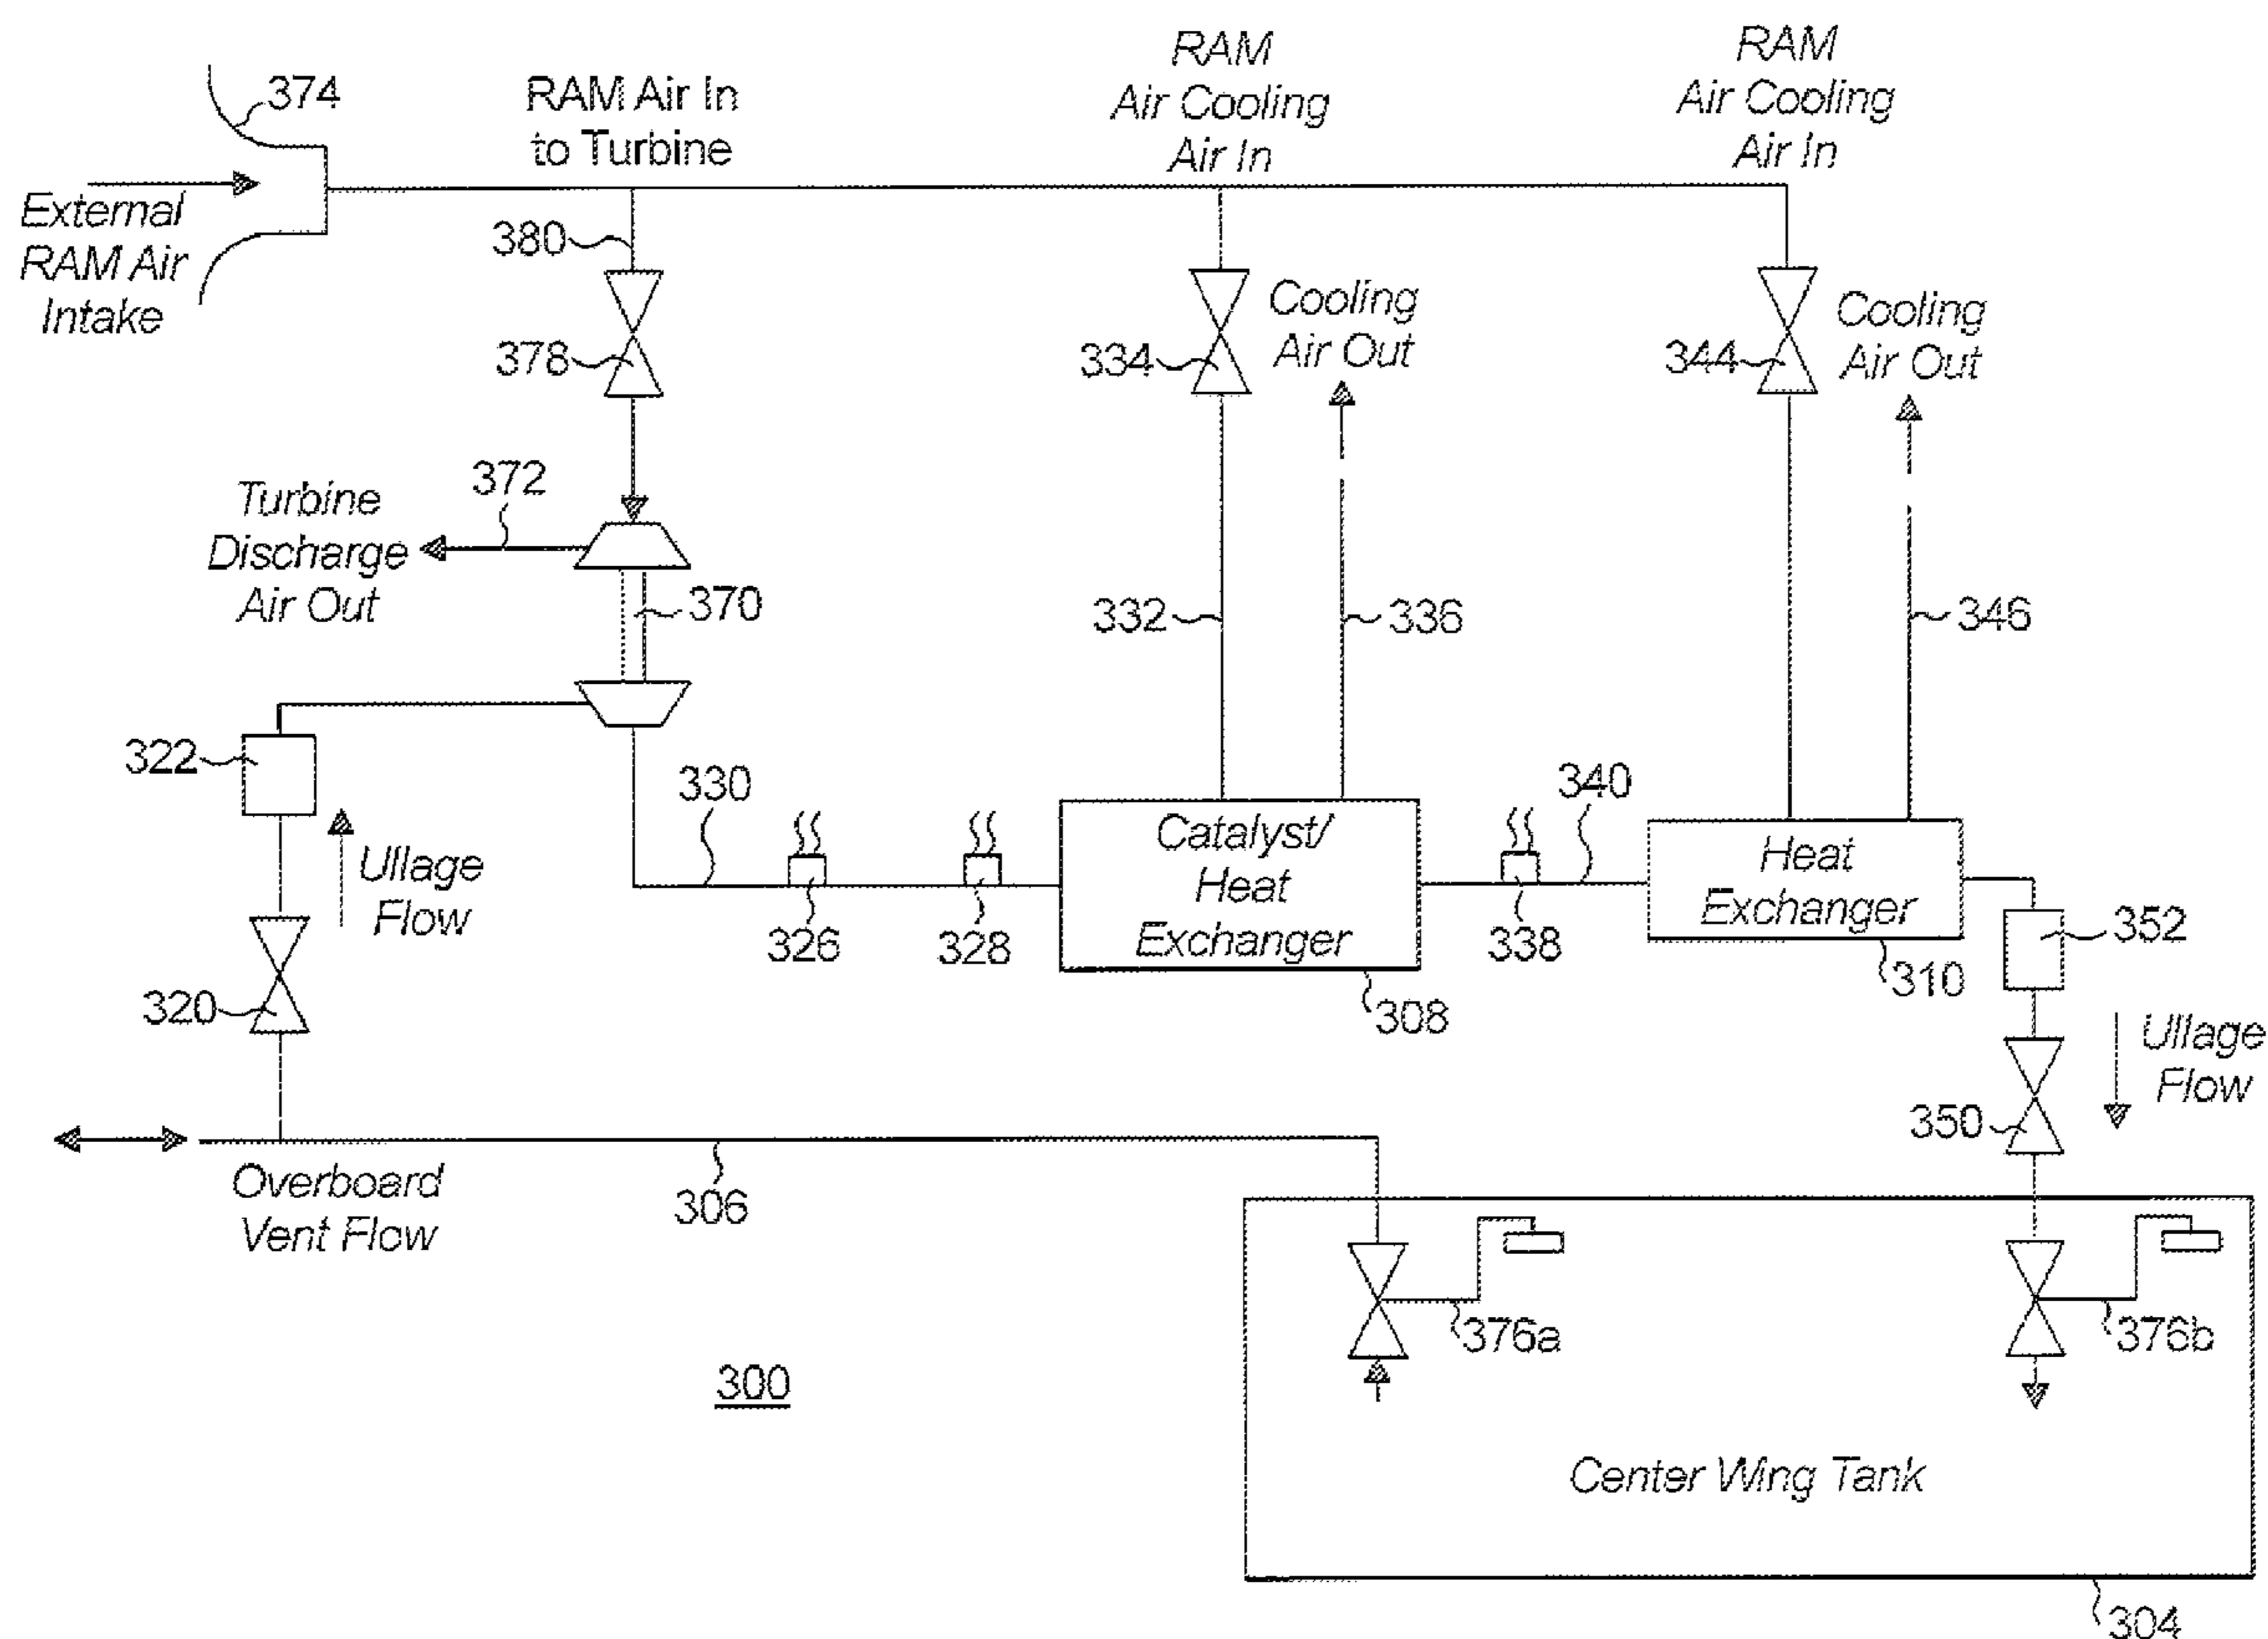 RAM
Air Cooling
Air In
RAM
Air Cooling
Air In
374
RAM Air In
to Turbine
External
RAM Air
Intake
380
378
334
Cooling
Air Out
344
Cooling
Air Out
372
Turbine
Discharge
Air Out
370
332
336
346
322
330
340
Ullage
Flow
326
328
Catalyst/
Heat
Exchanger
338
Heat
Exchanger
352
310
308
320
Ullage
Flow
350
Overboard
Vent Flow
306
376a
376b
300
Center Wing Tank
304